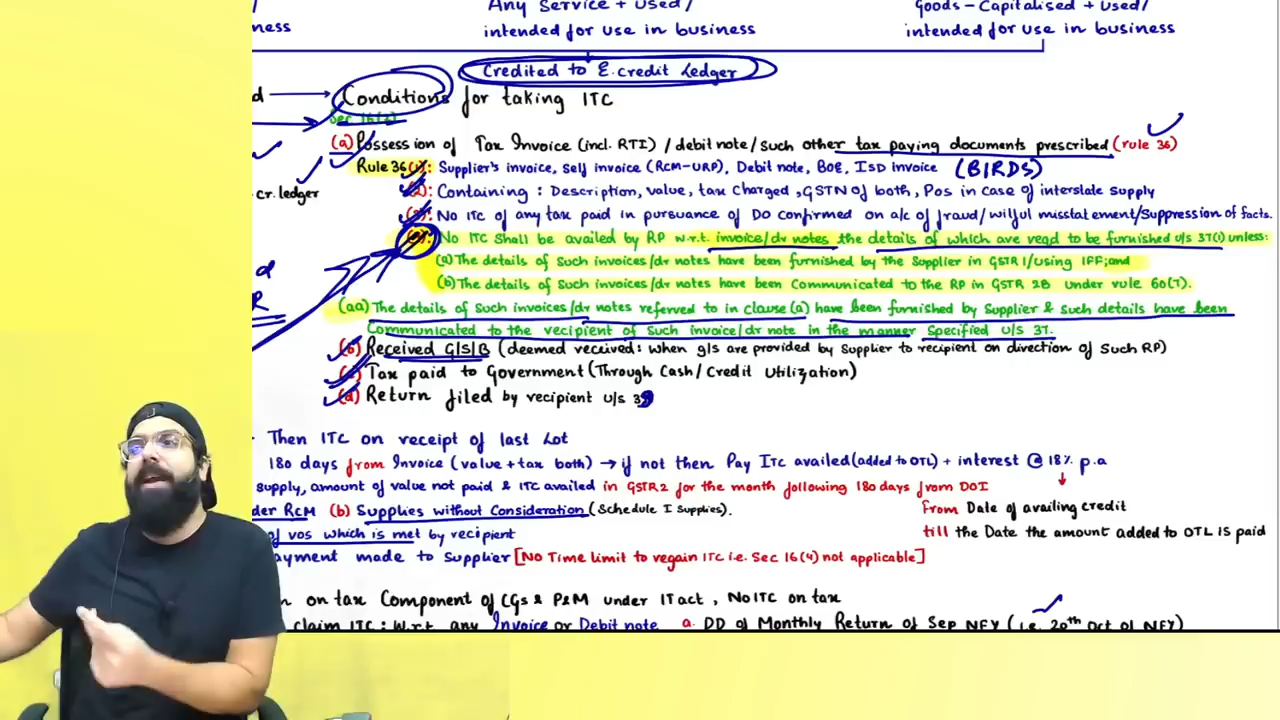 Any Service + Used/
Goods - Capitalised + Used/
ness
intended for use in business
intended for use in business
Credited to E.credit Ledger
d
Conditions for taking ITC
Sec 16(2)
(a) Possession of Tax Invoice (incl. RTI) / debit note/such other tax paying documents prescribed (rule 36)
Rule 36 (1): Supplier's invoice, self invoice (RCM-URP), Debit note, BOE, ISD Invoice (BIRDS)
cr. ledger
(2): Containing : Description, value, tax charged, GSTN of both, Pos in case of interstate supply
(3): No ITC of any tax paid in pursuance of DO confirmed on a/c of fraud/wilful misstatement/Suppression of facts.
(4): No ITC shall be availed by RP w.r.t. invoice/dr notes the details of which are reqd to be furnished u/s 37(1) unless:
(a) The details of such invoices/dr notes have been furnished by the Supplier in GSTR1/using IFF; and
(b) The details of such invoices/dr notes have been Communicated to the RP in GSTR 2B under rule 60(7).
(aa) The details of Such invoices/dr notes referred to in clause (a) have been furnished by Supplier & such details have been
Communicated to the recipient of such invoice/dr note in the manner specified u/s 37.
(b) Received G/S/B (deemed received: when g/s are provided by Supplier to recipient on direction of Such RP)
(c) Tax paid to Government (Through Cash/Credit Utilization)
(d) Return filed by recipient u/s 39
Then ITC on receipt of last Lot
180 days from Invoice (value + tax both) → if not then Pay ITC availed (added to OTL) + interest @ 18% p.a
supply, amount of value not paid & ITC availed in GSTR2 for the month following 180 days from DOI
der RCM (b) Supplies without Consideration (Schedule I Supplies).
from Date of availing credit
of vos which is met by recipient
till the Date the amount added to OTL is paid
ayment made to Supplier [No Time limit to regain ITC i.e. Sec 16(4) not applicable]
n on tax Component of CGs & P&M under IT act, No ITC on tax
claim ITC: W.r.t. any Invoice or Debit note a. DD of Monthly Return of Sep NFY (i.e. 20th Oct of NFY)